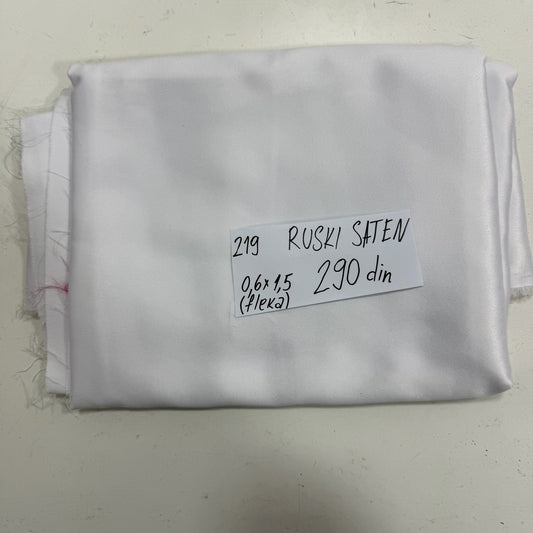 219 RUSKI SATEN
0,6x1,5 290 din
(fleka)